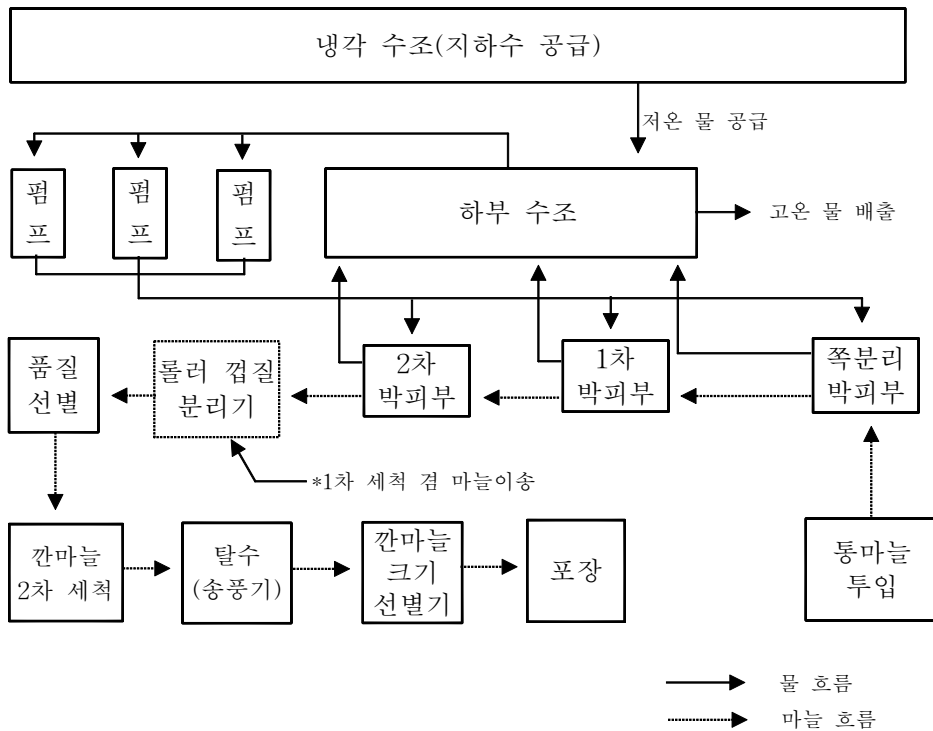 냉각 수조(지하수 공급)
저온 물 공급
펌
프
펌
프
펌
프
하부 수조
고온 물 배출
품질
선별
롤러 껍질
분리기
2차
박피부
1차
박피부
쪽분리
박피부
*1차 세척 겸 마늘이송
깐마늘
2차 세척
탈수
(송풍기)
깐마늘
크기
선별기
포장
통마늘
투입
물 흐름
마늘 흐름